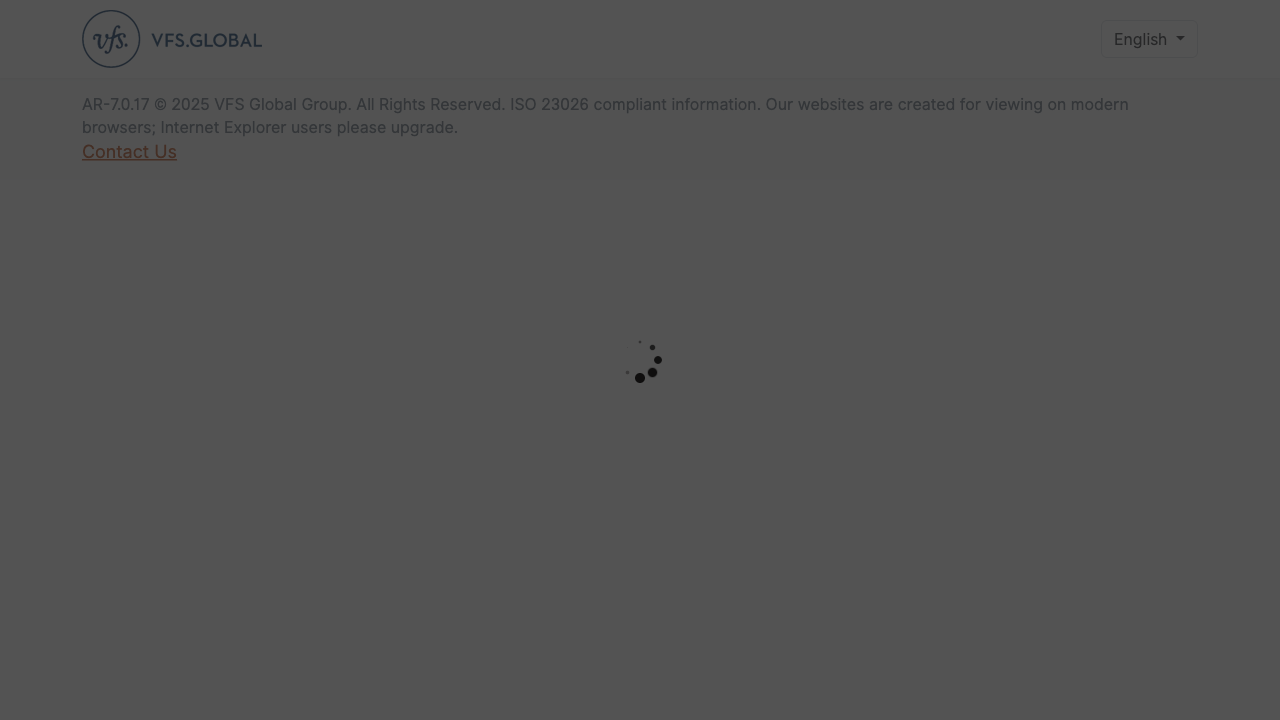 vfs.
VFS.GLOBAL
English
AR-7.0.17 © 2025 VFS Global Group. All Rights Reserved. ISO 23026 compliant information. Our websites are created for viewing on modern
browsers; Internet Explorer users please upgrade.
Contact Us